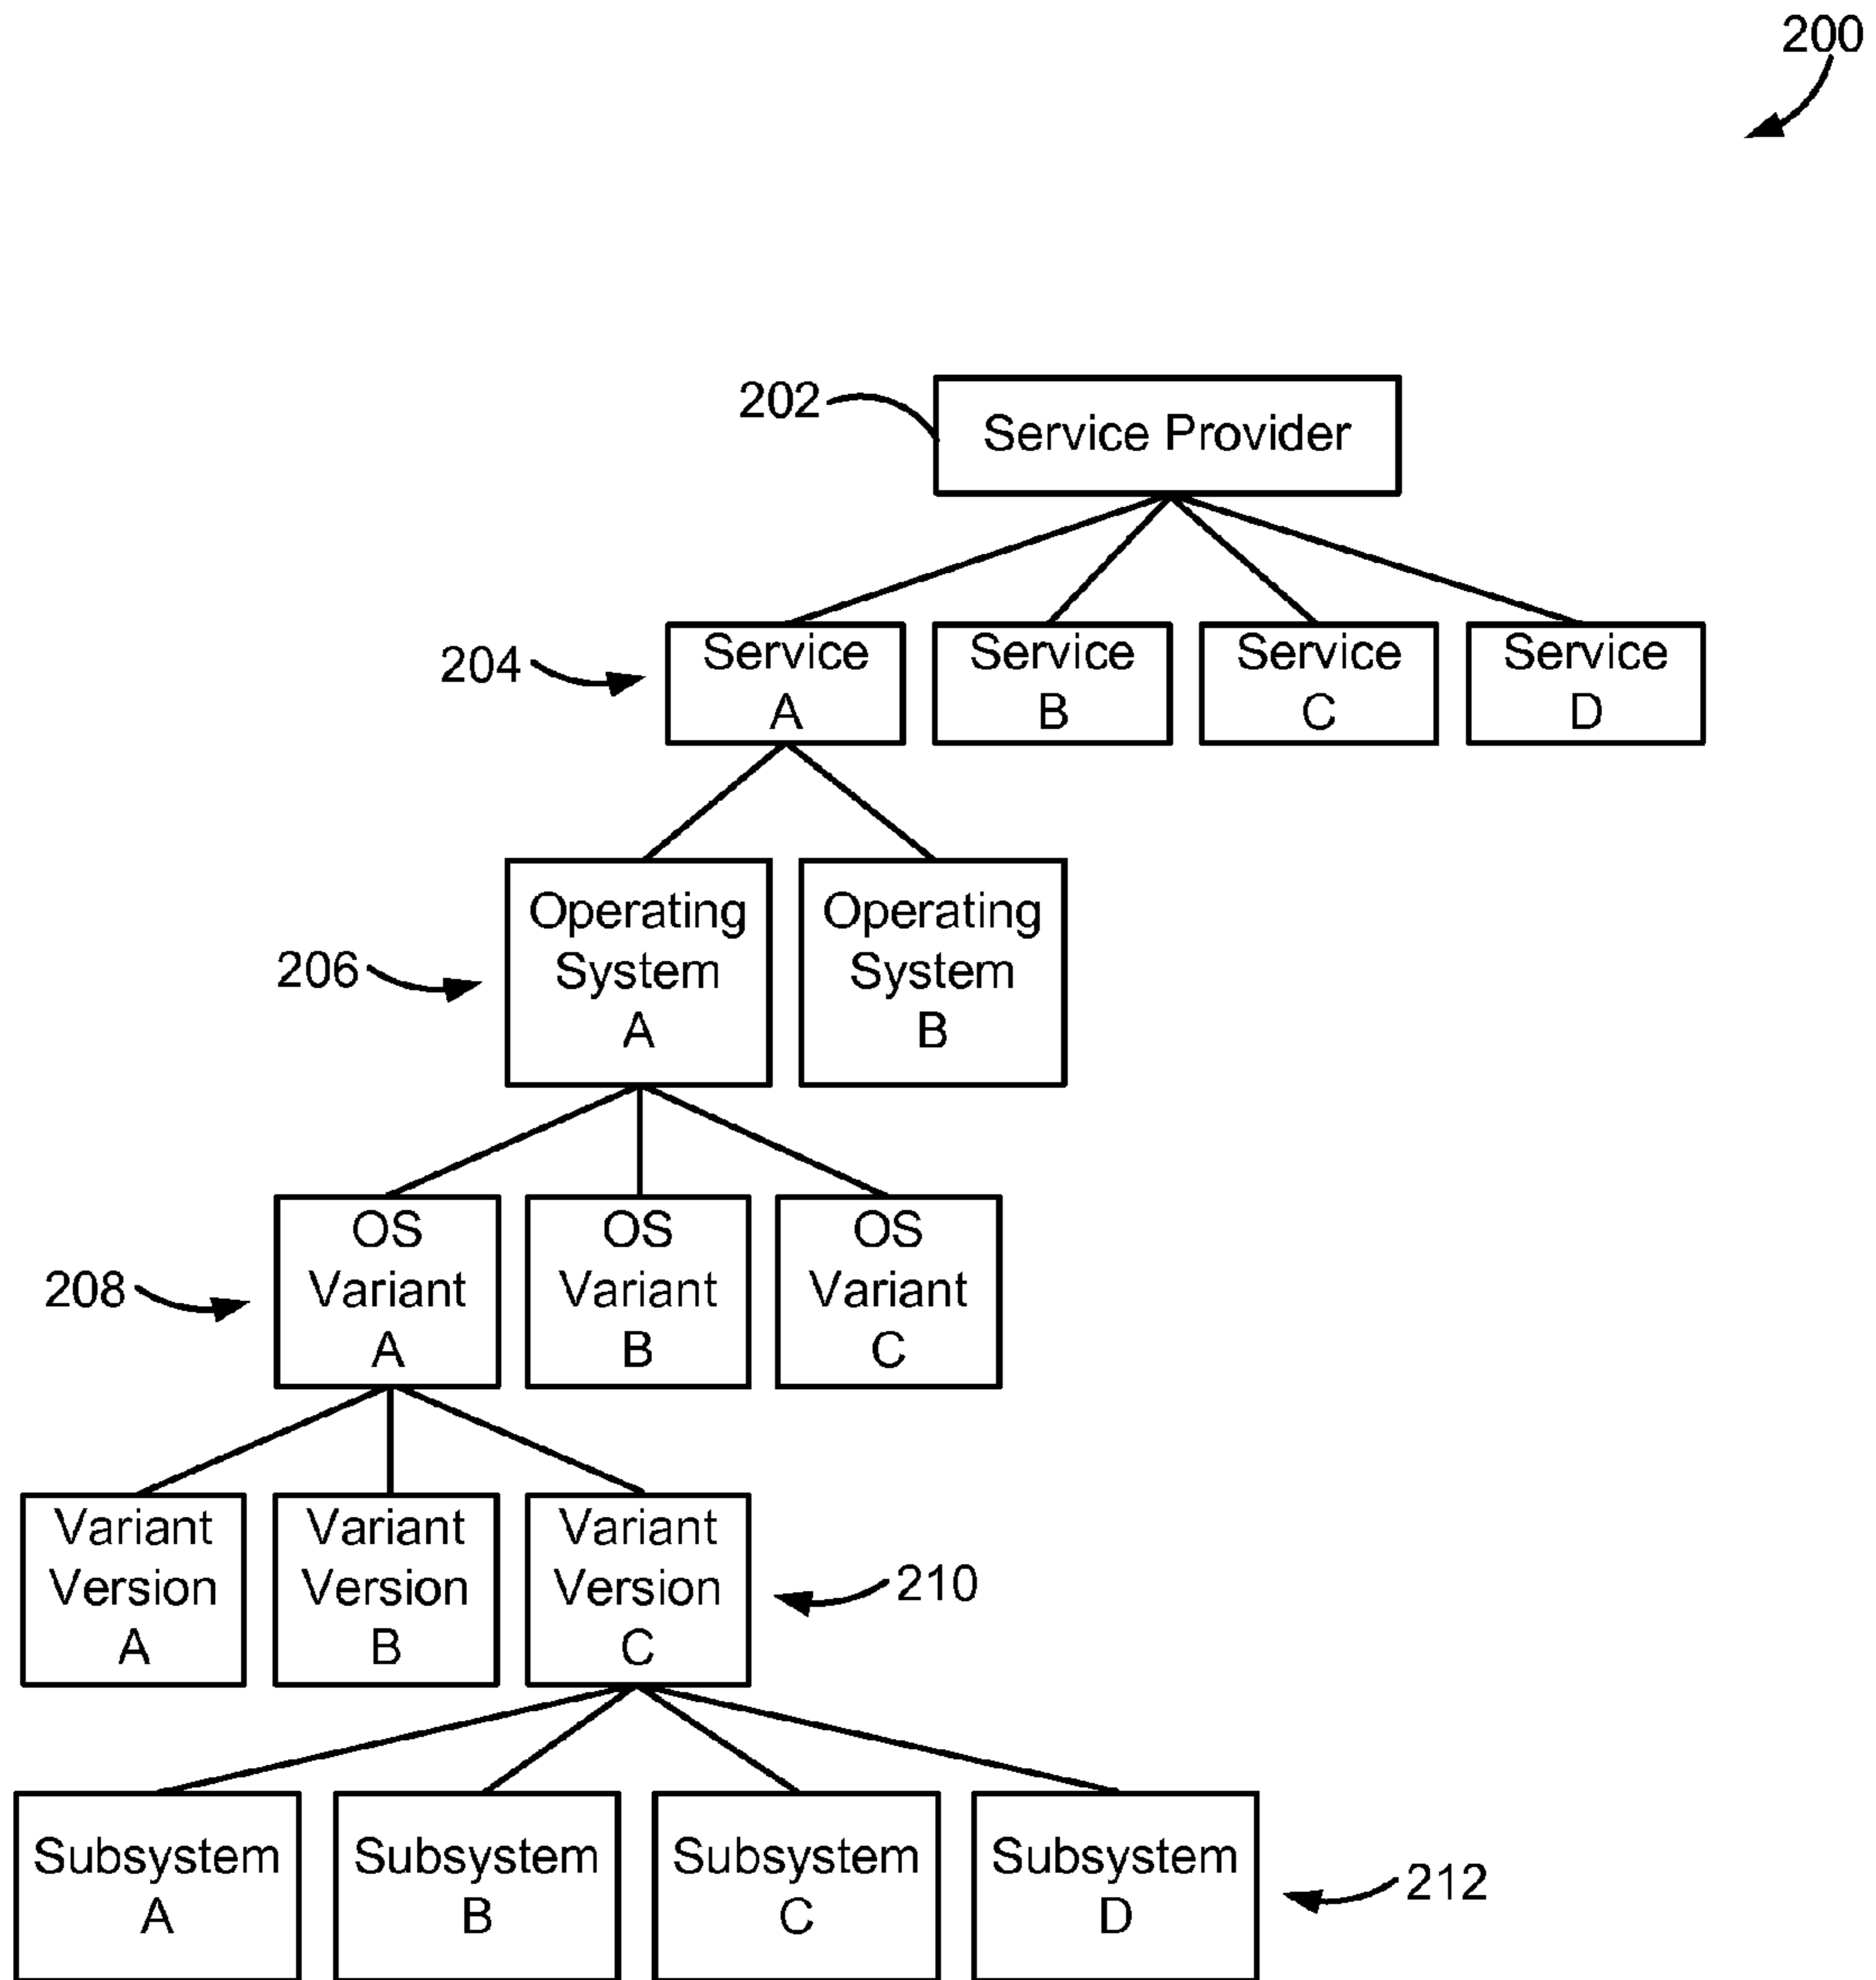 200
202
Service Provider
204
Service
A
Service
B
Service
C
Service
D
206
Operating
System
A
Operating
System
B
208
OS
Variant
A
OS
Variant
B
OS
Variant
C
Variant
Version
A
Variant
Version
B
Variant
Version
C
210
Subsystem
A
Subsystem
B
Subsystem
C
Subsystem
D
212